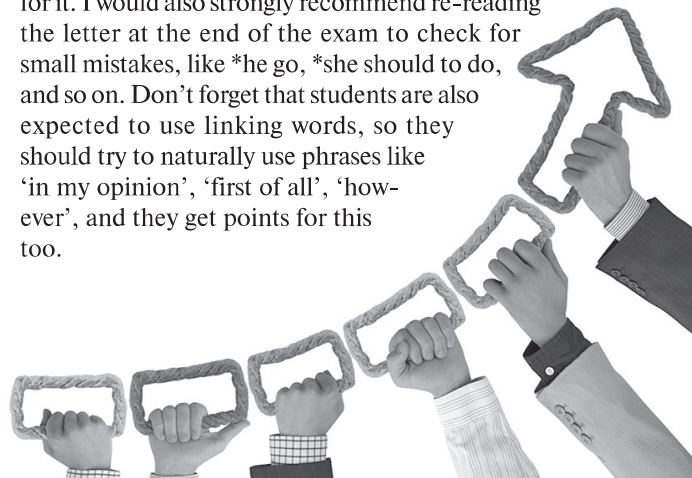 for it. I would also strongly recommend re-reading
the letter at the end of the exam to check for
small mistakes, like *he go, *she should to do,
and so on. Don’t forget that students are also
expected to use linking words, so they
should try to naturally use phrases like
‘in my opinion’, ‘first of all’, ‘how-
ever’, and they get points for this
too.